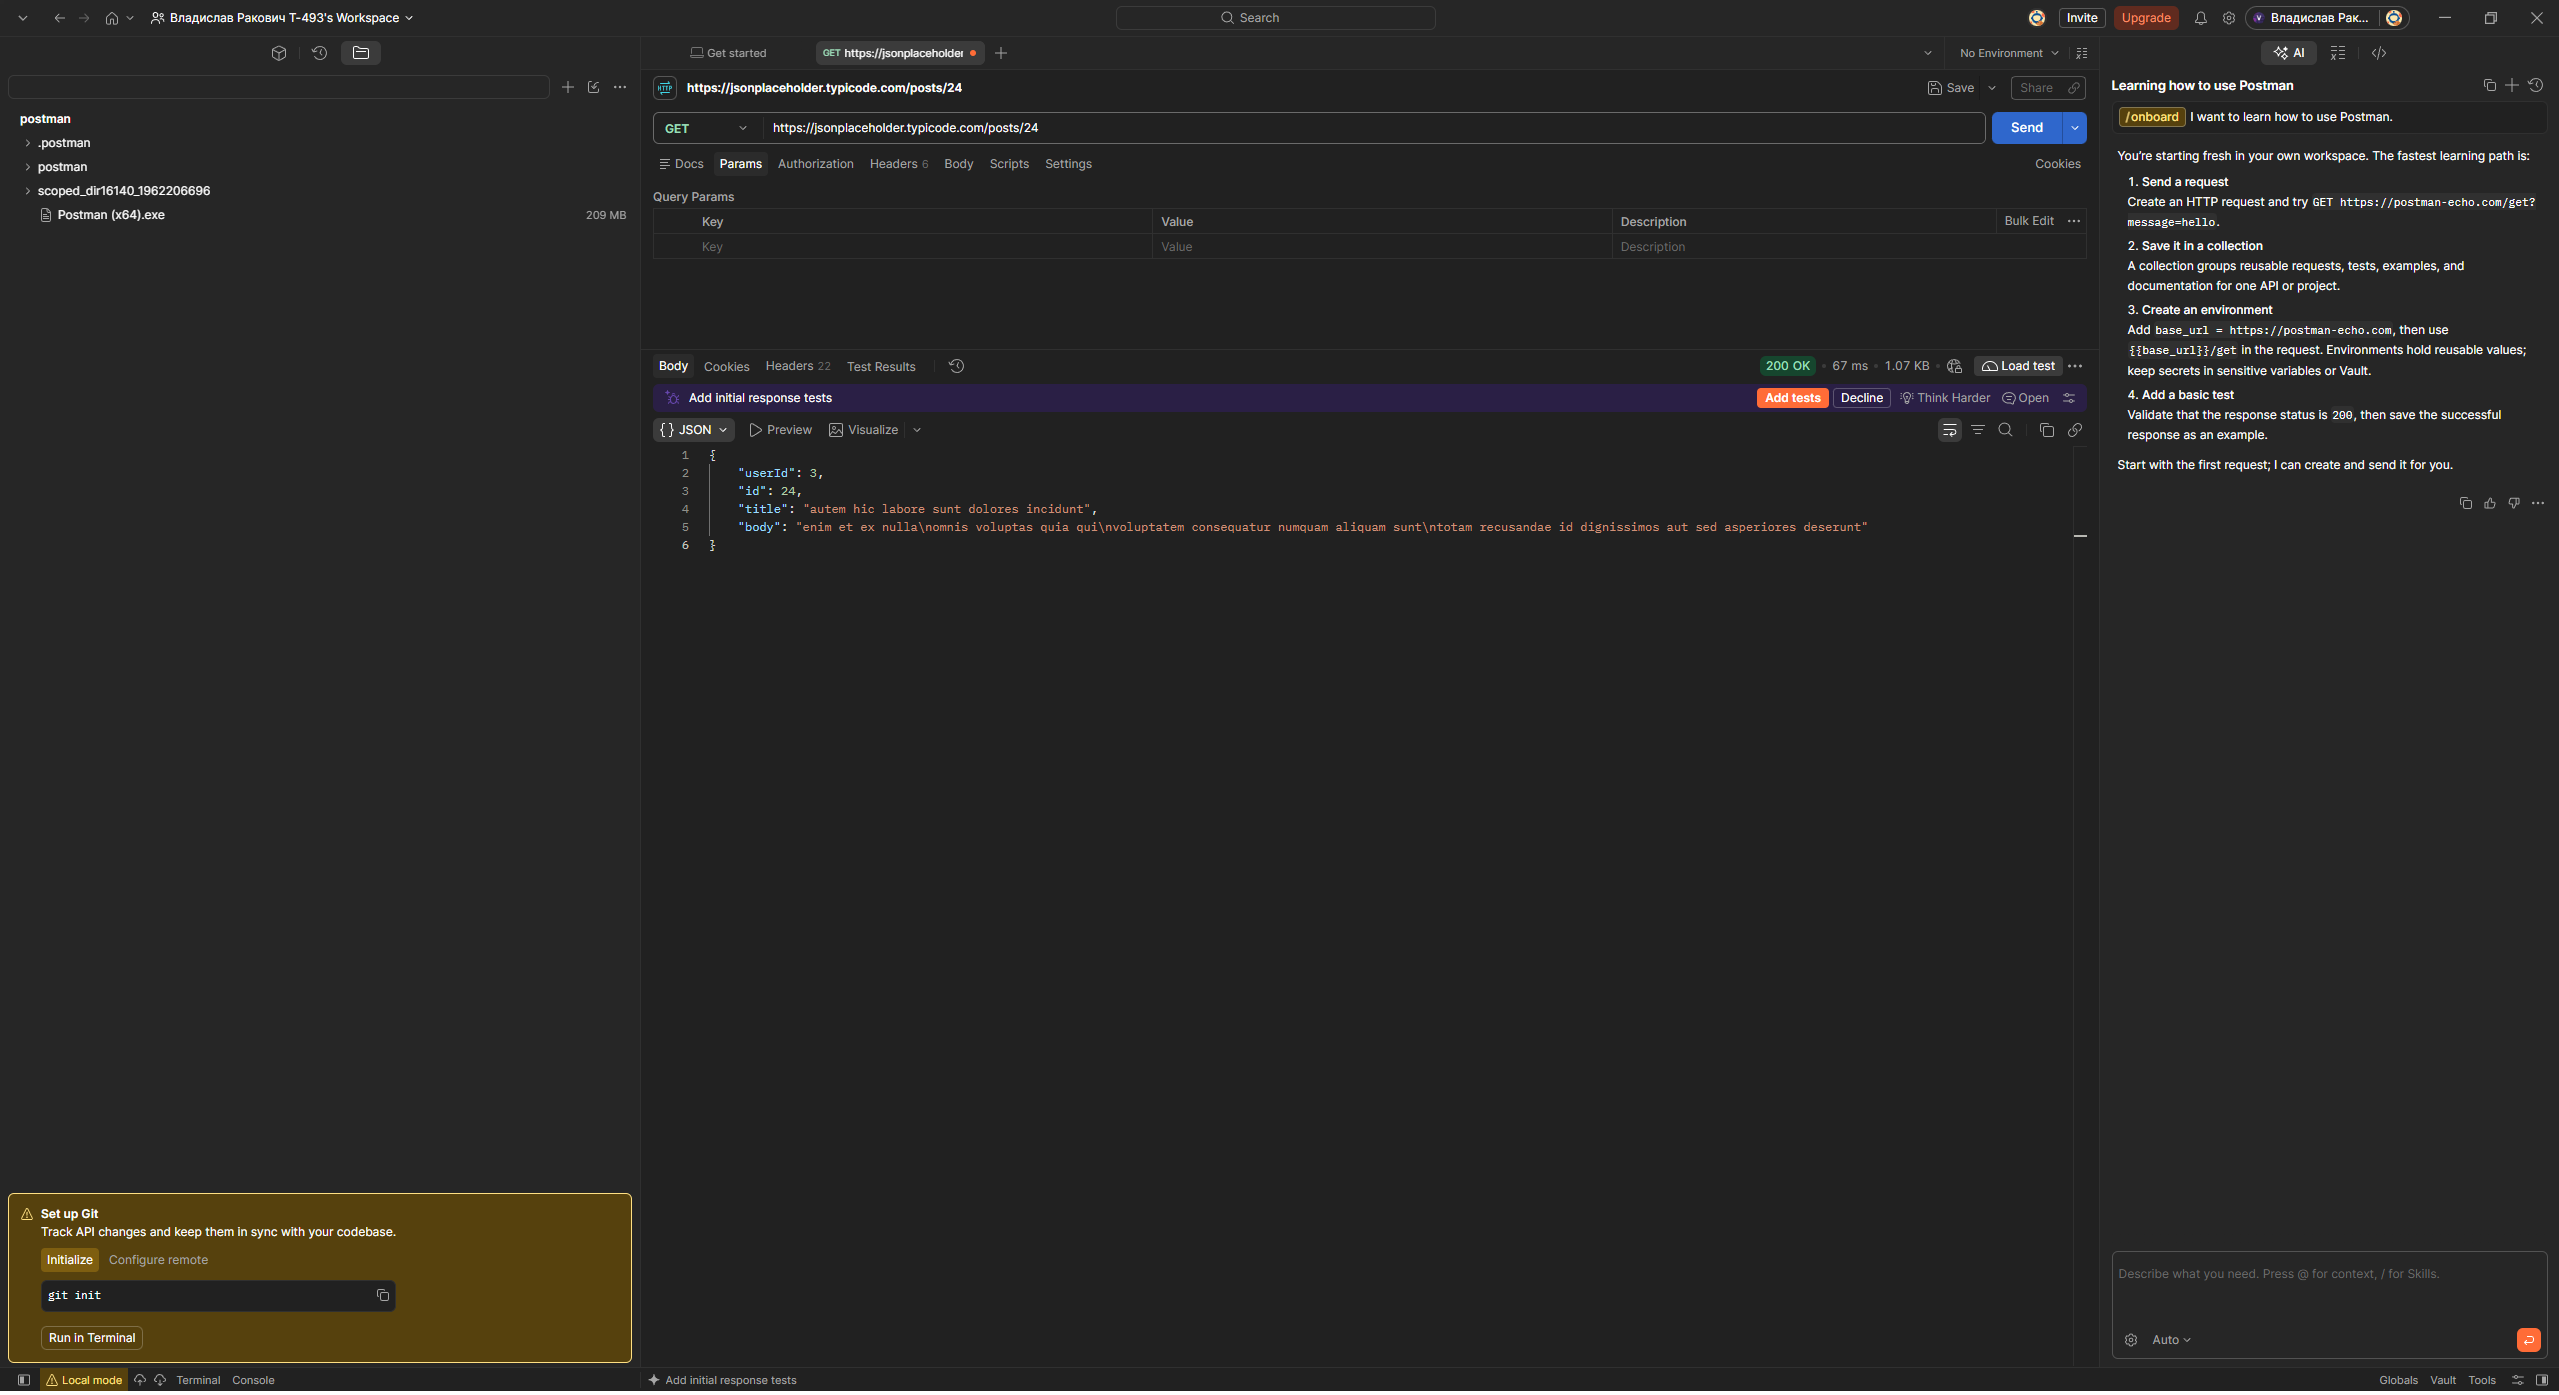 Владислав Ракович Т-493's Workspace
Search
Invite
Upgrade
Владислав Рак...
Get started
GET https://jsonplaceholder
No Environment
AI
postman
.postman
postman
scoped_dir16140_1962206696
Postman (x64).exe
209 MB
HTTP
https://jsonplaceholder.typicode.com/posts/24
Save
Share
GET
https://jsonplaceholder.typicode.com/posts/24
Send
Docs
Params
Authorization
Headers 6
Body
Scripts
Settings
Cookies
Query Params
Key
Value
Description
Bulk Edit
Key
Value
Description
Body
Cookies
Headers 22
Test Results
200 OK
67 ms
1.07 KB
Load test
Add initial response tests
Add tests
Decline
Think Harder
Open
{} JSON
Preview
Visualize
1 {
2 "userId": 3,
3 "id": 24,
4 "title": "autem hic labore sunt dolores incidunt",
5 "body": "enim et ex nulla\nomnis voluptas quia qui\nvoluptatem consequatur numquam aliquam sunt\ntotam recusandae id dignissimos aut sed asperiores deserunt"
6 }
Learning how to use Postman
/onboard I want to learn how to use Postman.
You're starting fresh in your own workspace. The fastest learning path is:
1. Send a request
Create an HTTP request and try GET https://postman-echo.com/get?
message=hello.
2. Save it in a collection
A collection groups reusable requests, tests, examples, and
documentation for one API or project.
3. Create an environment
Add base_url = https://postman-echo.com, then use
{{base_url}}/get in the request. Environments hold reusable values;
keep secrets in sensitive variables or Vault.
4. Add a basic test
Validate that the response status is 200, then save the successful
response as an example.
Start with the first request; I can create and send it for you.
Describe what you need. Press @ for context, / for Skills.
Auto
Set up Git
Track API changes and keep them in sync with your codebase.
Initialize
Configure remote
git init
Run in Terminal
Local mode
Terminal
Console
Add initial response tests
Globals
Vault
Tools